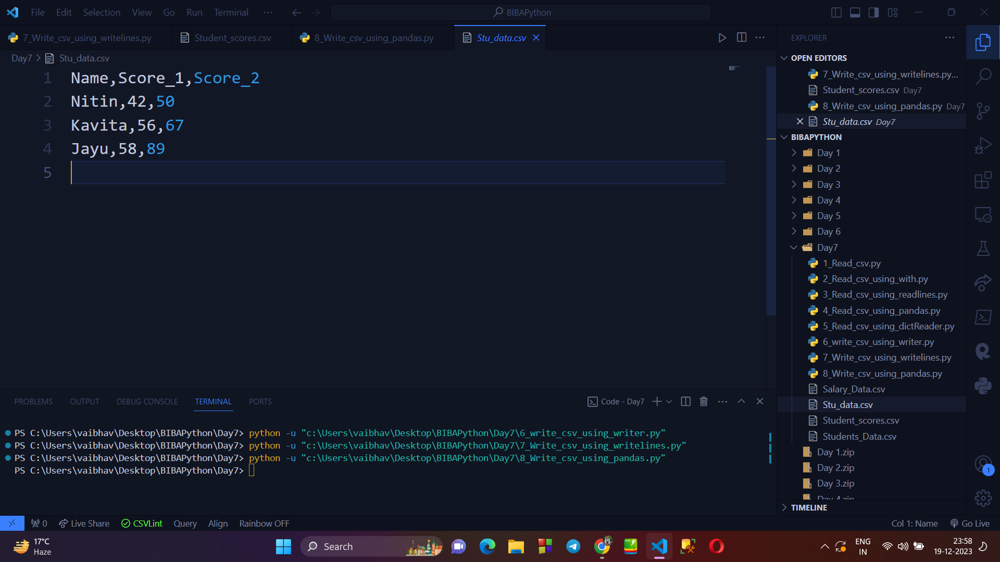 File Edit Selection View Go Run Terminal ··· BIBAPython
7_Write_csv_using_writelines.py Student_scores.csv 8_Write_csv_using_pandas.py Stu_data.csv
Day7 > Stu_data.csv
1 Name,Score_1,Score_2
2 Nitin,42,50
3 Kavita,56,67
4 Jayu,58,89
5
PROBLEMS OUTPUT DEBUG CONSOLE TERMINAL PORTS Code - Day7
PS C:\Users\vaibhav\Desktop\BIBAPython\Day7> python -u "c:\Users\vaibhav\Desktop\BIBAPython\Day7\6_write_csv_using_writer.py"
PS C:\Users\vaibhav\Desktop\BIBAPython\Day7> python -u "c:\Users\vaibhav\Desktop\BIBAPython\Day7\7_Write_csv_using_writelines.py"
PS C:\Users\vaibhav\Desktop\BIBAPython\Day7> python -u "c:\Users\vaibhav\Desktop\BIBAPython\Day7\8_Write_csv_using_pandas.py"
PS C:\Users\vaibhav\Desktop\BIBAPython\Day7>
EXPLORER
OPEN EDITORS
7_Write_csv_using_writelines.py...
Student_scores.csv Day7
8_Write_csv_using_pandas.py Day7
Stu_data.csv Day7
BIBAPYTHON
Day 1
Day 2
Day 3
Day 4
Day 5
Day 6
Day7
1_Read_csv.py
2_Read_csv_using_with.py
3_Read_csv_using_readlines.py
4_Read_csv_using_pandas.py
5_Read_csv_using_dictReader.py
6_write_csv_using_writer.py
7_Write_csv_using_writelines.py
8_Write_csv_using_pandas.py
Salary_Data.csv
Stu_data.csv
Student_scores.csv
Students_Data.csv
Day 1.zip
Day 2.zip
Day 3.zip
Day 4.zip
TIMELINE
1
0 Live Share CSVLint Query Align Rainbow OFF Col 1: Name Go Live
17°C
Haze
Search
ENG
IN
23:58
19-12-2023